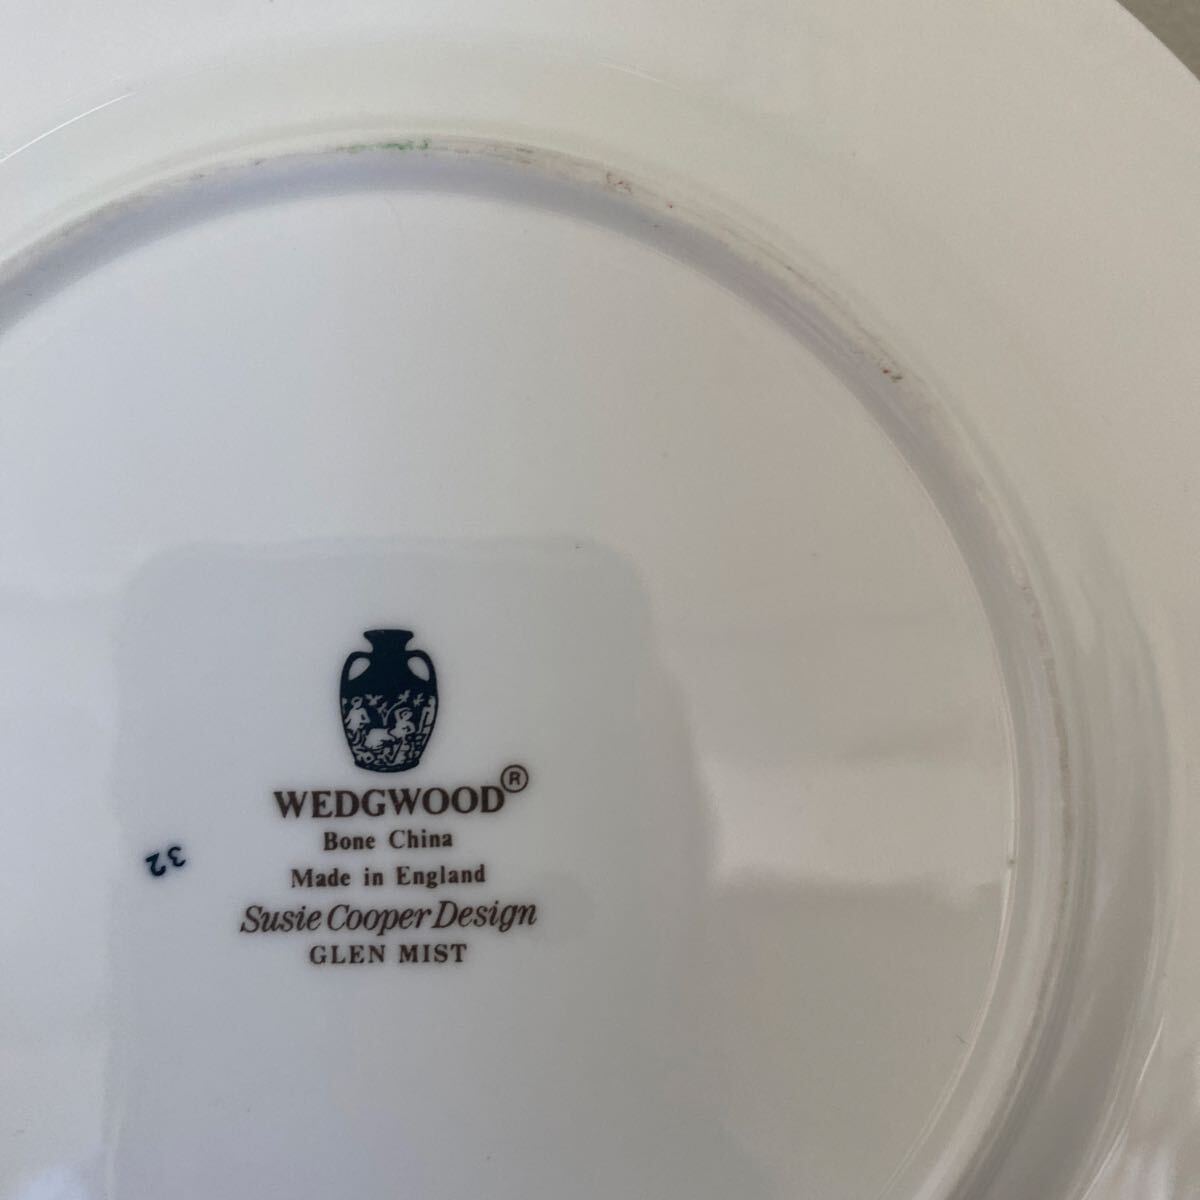 WEDGWOOD®
Bone China
32
Made in England
Susie Cooper Design
GLEN MIST